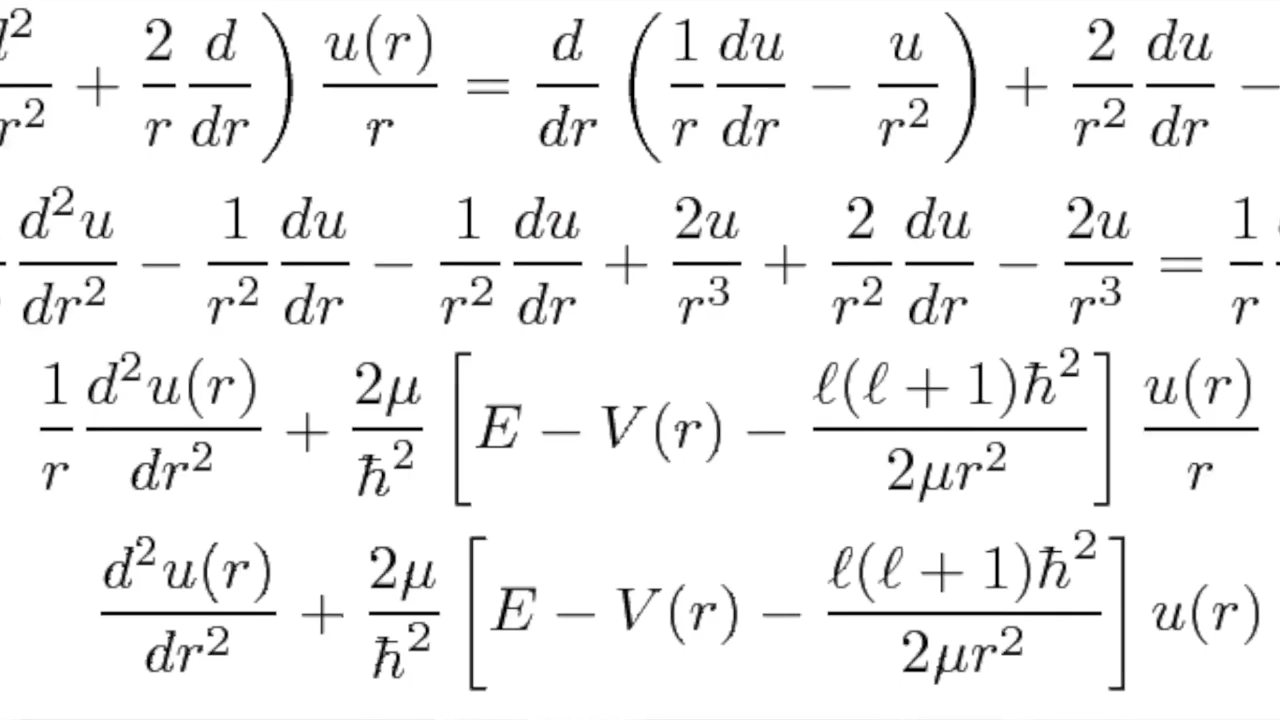 d²/r² + 2/r d/dr) u(r)/r = d/dr (1/r du/dr − u/r²) + 2/r² du/dr −
d²u/dr² − 1/r² du/dr − 1/r² du/dr + 2u/r³ + 2/r² du/dr − 2u/r³ = 1/r
1/r d²u(r)/dr² + 2μ/ħ² [E − V(r) − ℓ(ℓ + 1)ħ²/2μr²] u(r)/r
d²u(r)/dr² + 2μ/ħ² [E − V(r) − ℓ(ℓ + 1)ħ²/2μr²] u(r)